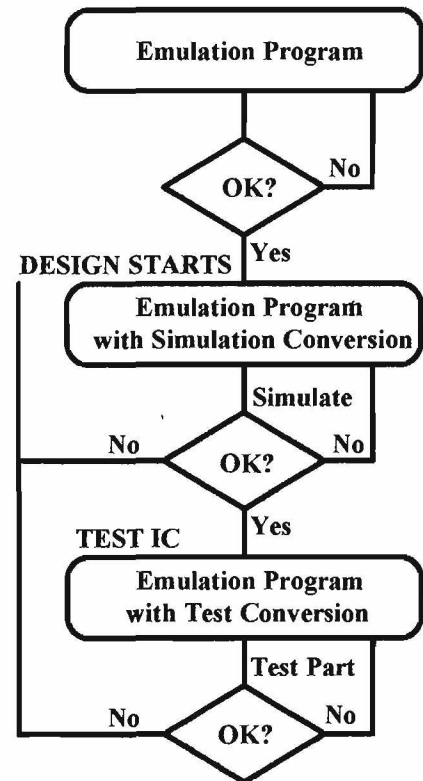 Emulation Program
No
OK?
Yes
DESIGN STARTS
Emulation Program
with Simulation Conversion
Simulate
No
No
OK?
Yes
TEST IC
Emulation Program
with Test Conversion
Test Part
No
No
OK?